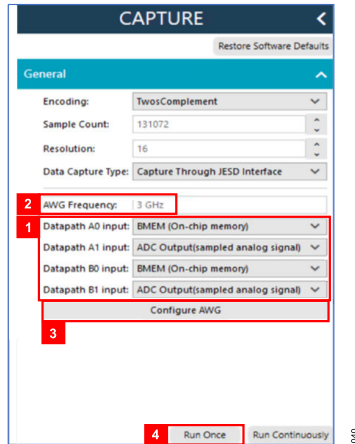 CAPTURE
Restore Software Defaults
General
Encoding: TwosComplement
Sample Count: 131072
Resolution: 16
Data Capture Type: Capture Through JESD Interface
2 AWG Frequency: 3 GHz
1 Datapath A0 input: BMEM (On-chip memory)
Datapath A1 input: ADC Output(sampled analog signal)
Datapath B0 input: BMEM (On-chip memory)
Datapath B1 input: ADC Output(sampled analog signal)
Configure AWG
3
4 Run Once Run Continuously